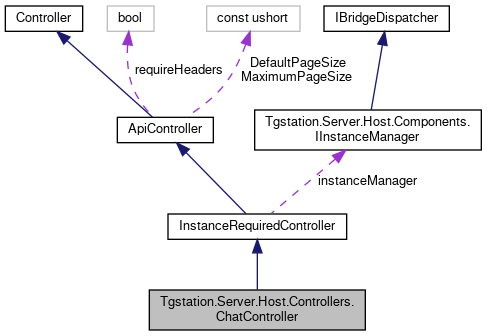 Controller
bool
const ushort
IBridgeDispatcher
requireHeaders
DefaultPageSize
MaximumPageSize
ApiController
Tgstation.Server.Host.Components.
IInstanceManager
instanceManager
InstanceRequiredController
Tgstation.Server.Host.Controllers.
ChatController